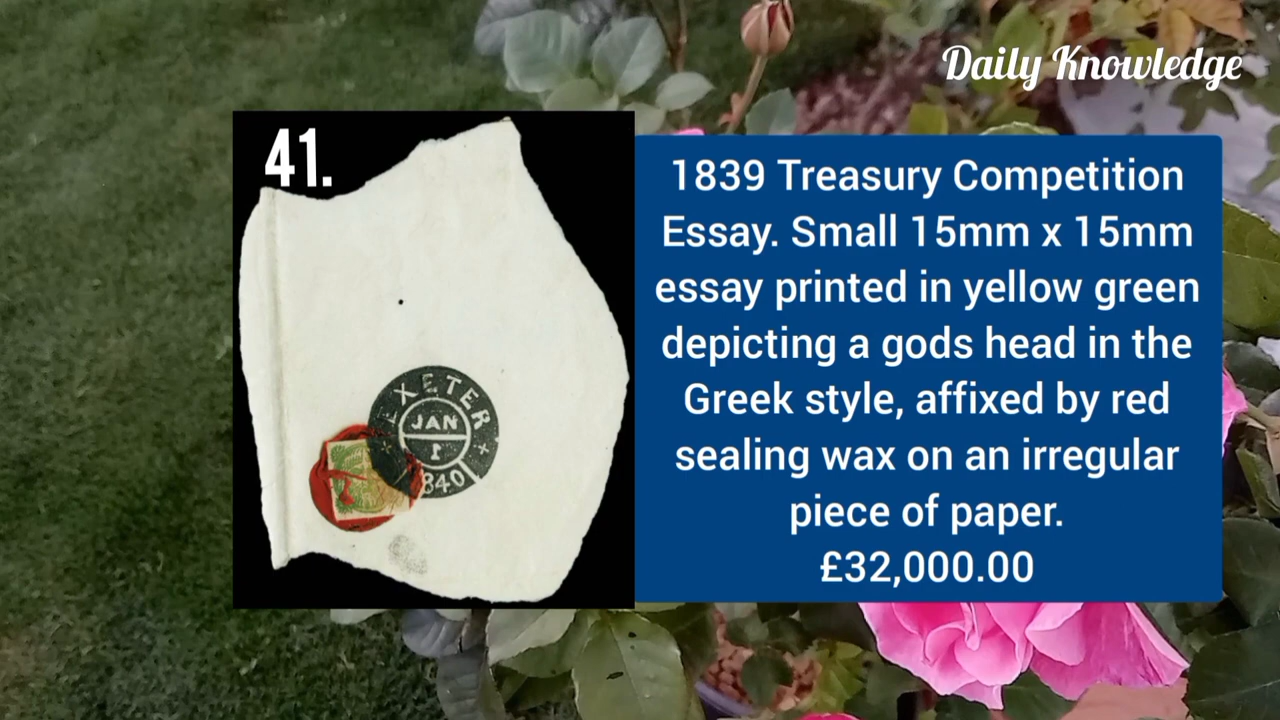 Daily Knowledge
41.
1839 Treasury Competition
Essay. Small 15mm x 15mm
essay printed in yellow green
depicting a gods head in the
Greek style, affixed by red
sealing wax on an irregular
piece of paper.
£32,000.00
EXETER
JAN
1
1840